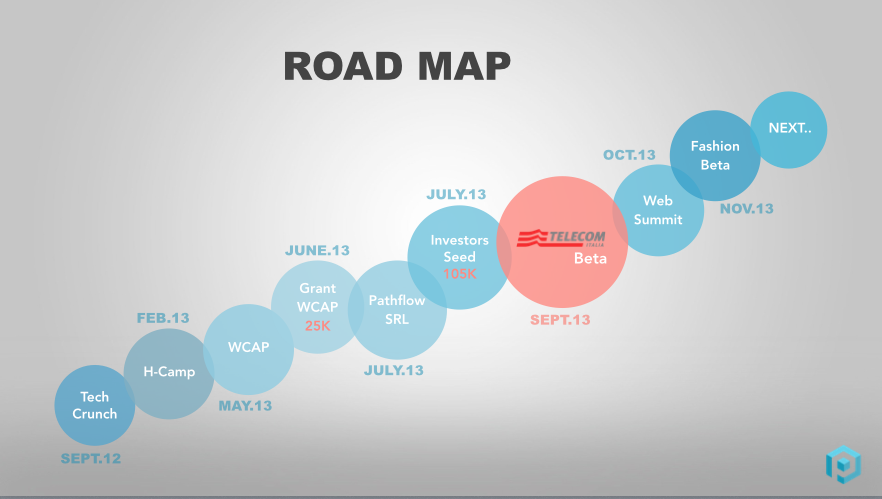 ROAD MAP
Tech
Crunch
SEPT.12
FEB.13
H-Camp
WCAP
MAY.13
JUNE.13
Grant
WCAP
25K
Pathflow
SRL
JULY.13
JULY.13
Investors
Seed
105K
TELECOM
ITALIA
Beta
SEPT.13
OCT.13
Web
Summit
Fashion
Beta
NOV.13
NEXT..